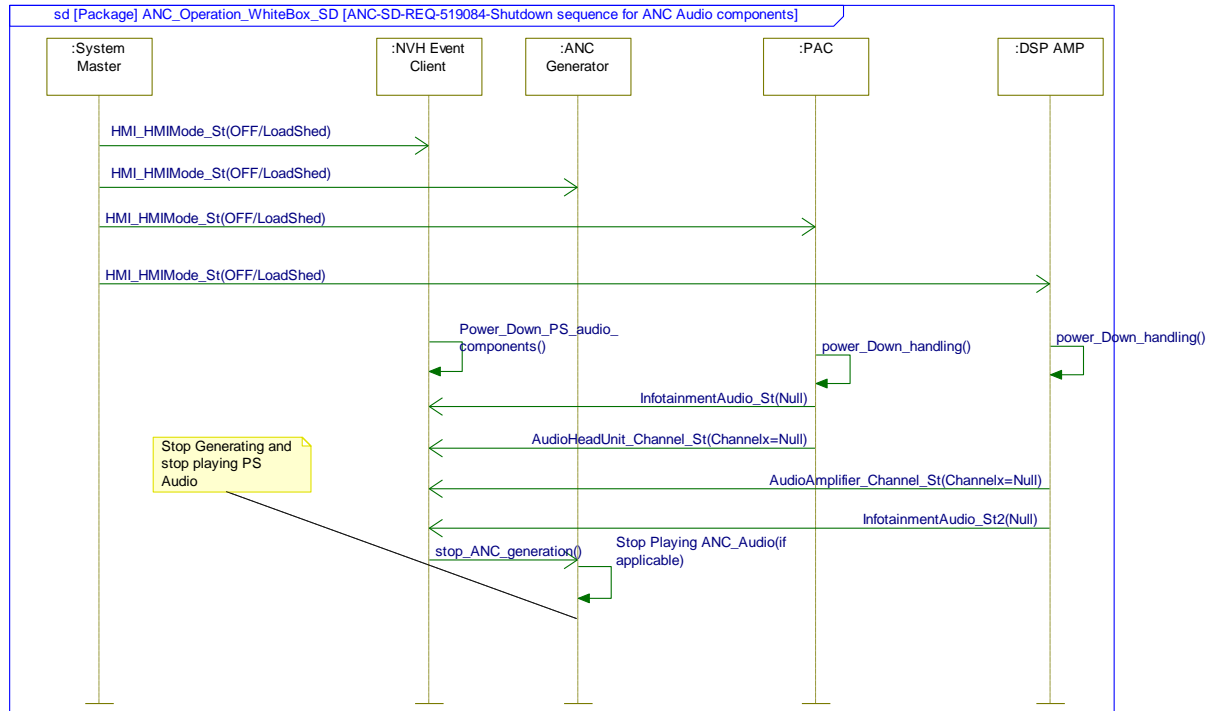 sd [Package] ANC_Operation_WhiteBox_SD [ANC-SD-REQ-519084-Shutdown sequence for ANC Audio components]
:System
Master
:NVH Event
Client
:ANC
Generator
:PAC
:DSP AMP
HMI_HMIMode_St(OFF/LoadShed)
HMI_HMIMode_St(OFF/LoadShed)
HMI_HMIMode_St(OFF/LoadShed)
HMI_HMIMode_St(OFF/LoadShed)
Power_Down_PS_audio_
components()
power_Down_handling()
power_Down_handling()
InfotainmentAudio_St(Null)
AudioHeadUnit_Channel_St(Channelx=Null)
Stop Generating and
stop playing PS
Audio
AudioAmplifier_Channel_St(Channelx=Null)
InfotainmentAudio_St2(Null)
stop_ANC_generation()
Stop Playing ANC_Audio(if
applicable)